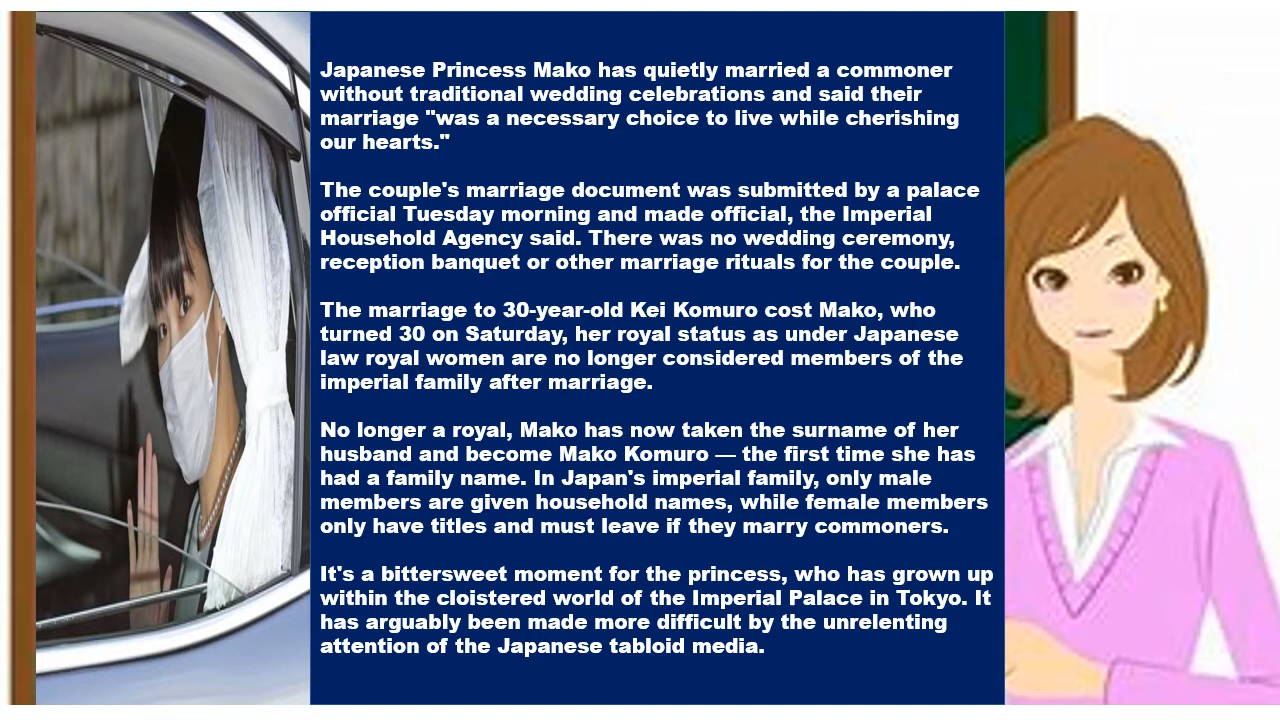 Japanese Princess Mako has quietly married a commoner
without traditional wedding celebrations and said their
marriage "was a necessary choice to live while cherishing
our hearts."
The couple's marriage document was submitted by a palace
official Tuesday morning and made official, the Imperial
Household Agency said. There was no wedding ceremony,
reception banquet or other marriage rituals for the couple.
The marriage to 30-year-old Kei Komuro cost Mako, who
turned 30 on Saturday, her royal status as under Japanese
law royal women are no longer considered members of the
imperial family after marriage.
No longer a royal, Mako has now taken the surname of her
husband and become Mako Komuro — the first time she has
had a family name. In Japan's imperial family, only male
members are given household names, while female members
only have titles and must leave if they marry commoners.
It's a bittersweet moment for the princess, who has grown up
within the cloistered world of the Imperial Palace in Tokyo. It
has arguably been made more difficult by the unrelenting
attention of the Japanese tabloid media.